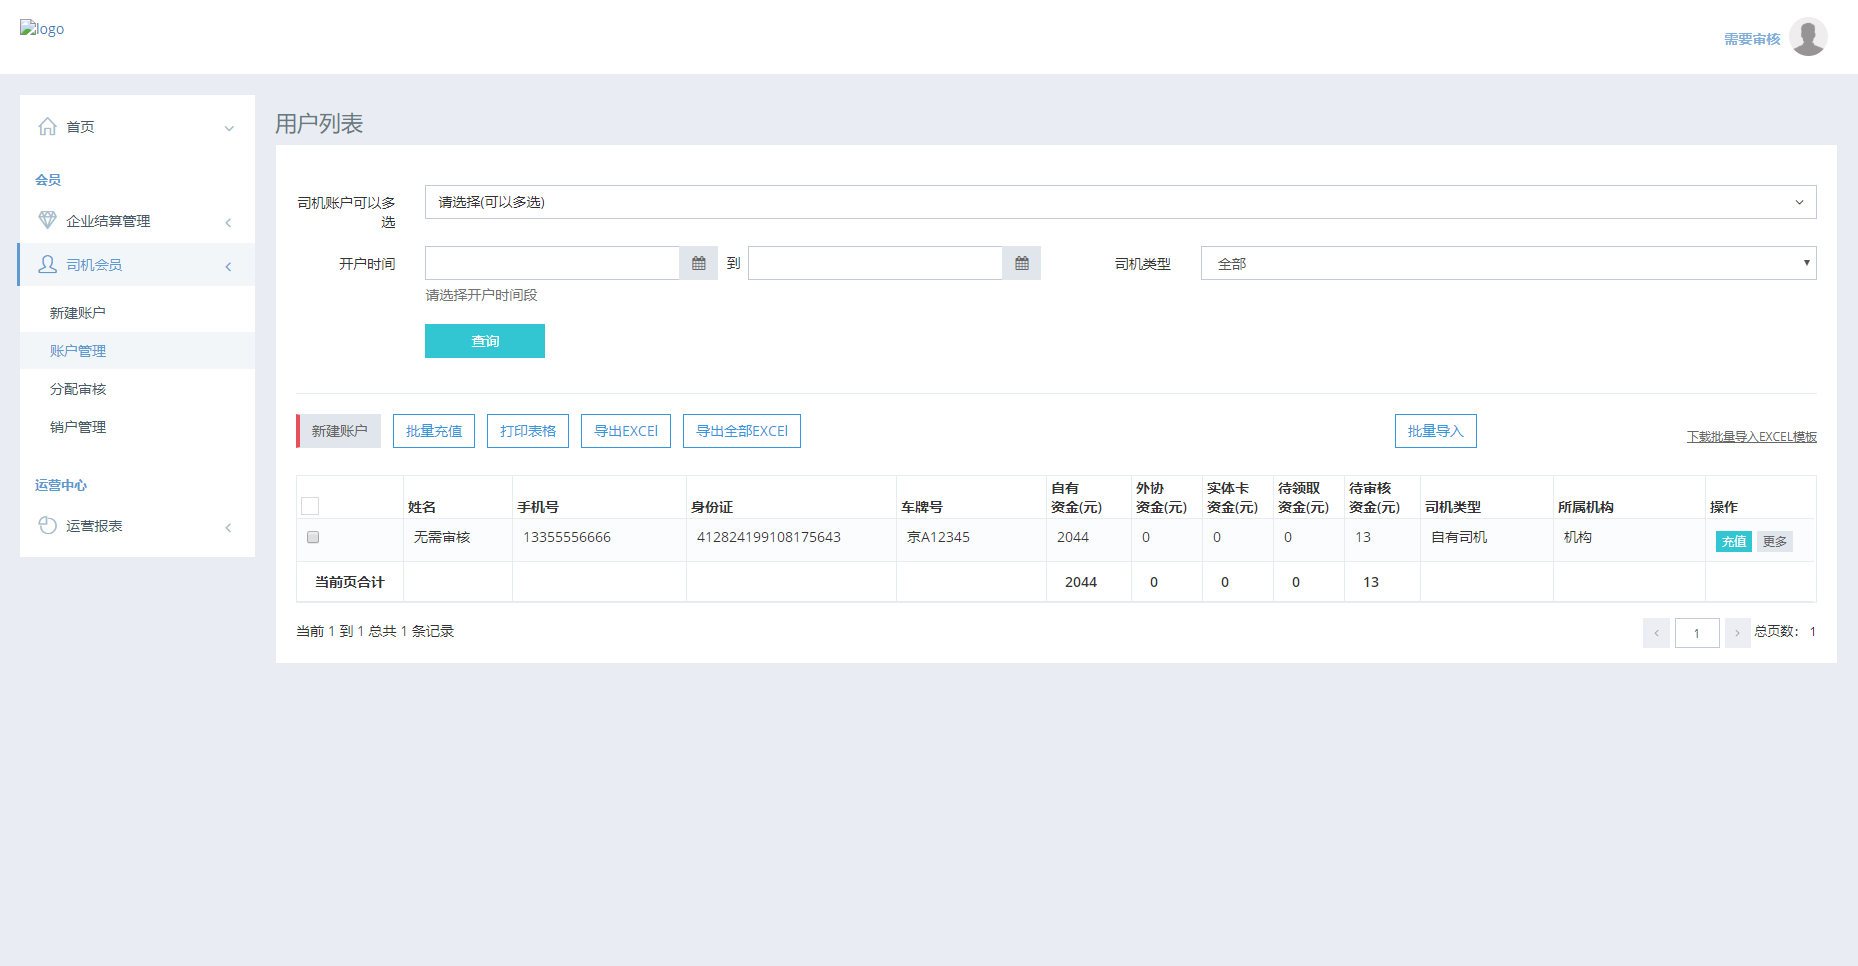 logo
需要审核
首页
会员
企业结算管理
司机会员
新建账户
账户管理
分配审核
销户管理
运营中心
运营报表
用户列表
司机账户可以多
选
请选择(可以多选)
开户时间
到
司机类型
全部
请选择开户时间段
查询
新建账户
批量充值
打印表格
导出EXCEl
导出全部EXCEl
批量导入
下载批量导入EXCEL模板
姓名 手机号 身份证 车牌号 自有 资金(元) 外协 资金(元) 实体卡 资金(元) 待领取 资金(元) 待审核 资金(元) 司机类型 所属机构 操作
无需审核 13355556666 412824199108175643 京A12345 2044 0 0 0 13 自有司机 机构 充值 更多
当前页合计 2044 0 0 0 13
当前 1 到 1 总共 1 条记录
1
总页数： 1